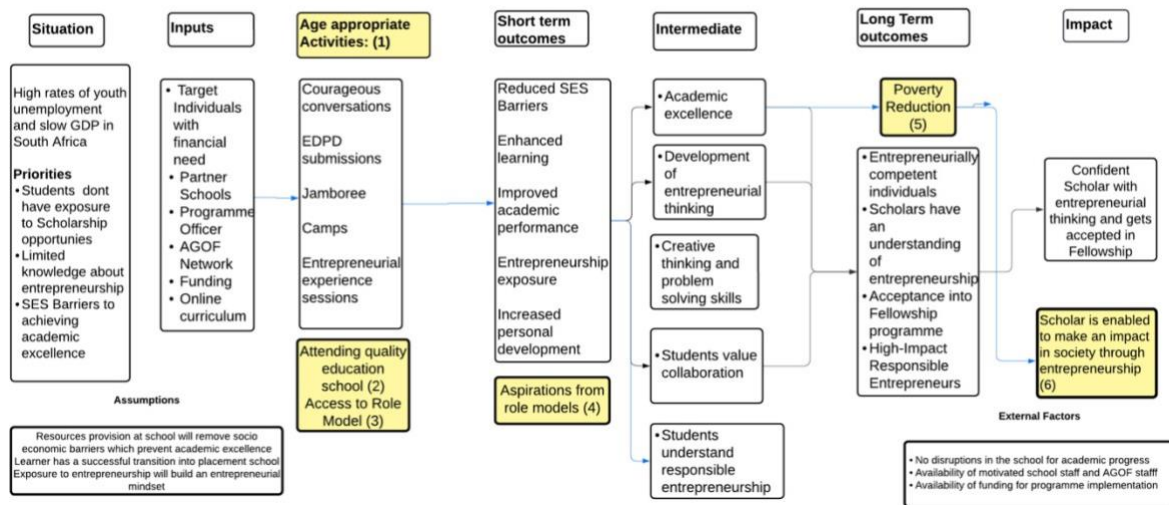 Situation
Inputs
Age appropriate
Activities: (1)
Short term
outcomes
Intermediate
Long Term
outcomes
Impact
High rates of youth
unemployment
and slow GDP in
South Africa
Priorities
• Students dont
have exposure
to Scholarship
opportunies
• Limited
knowledge about
entrepreneurship
• SES Barriers to
achieving
academic
excellence
• Target
Individuals
with
financial
need
• Partner
Schools
• Programme
Officer
• AGOF
Network
• Funding
• Online
curriculum
Courageous
conversations
EDPD
submissions
Jamboree
Camps
Entrepreneurial
experience
sessions
Attending quality
education
school (2)
Access to Role
Model (3)
Reduced SES
Barriers
Enhanced
learning
Improved
academic
performance
Entrepreneurship
exposure
Increased
personal
development
Aspirations from
role models (4)
• Academic
excellence
• Development
of
entrepreneurial
thinking
• Creative
thinking and
problem
solving skills
• Students value
collaboration
• Students
understand
responsible
entrepreneurship
Poverty
Reduction
(5)
• Entrepreneurially
competent
individuals
• Scholars have
an
understanding
of
entrepreneurship
• Acceptance into
Fellowship
programme
• High-Impact
Responsible
Entrepreneurs
Confident
Scholar with
entrepreneurial
thinking and gets
accepted in
Fellowship
Scholar is enabled
to make an impact
in society through
entrepreneurship
(6)
Assumptions
Resources provision at school will remove socio
economic barriers which prevent academic excellence
Learner has a successful transition into placement school
Exposure to entrepreneurship will build an entrepreneurial
mindset
External Factors
• No disruptions in the school for academic progress
• Availability of motivated school staff and AGOF stafff
• Availability of funding for programme implementation